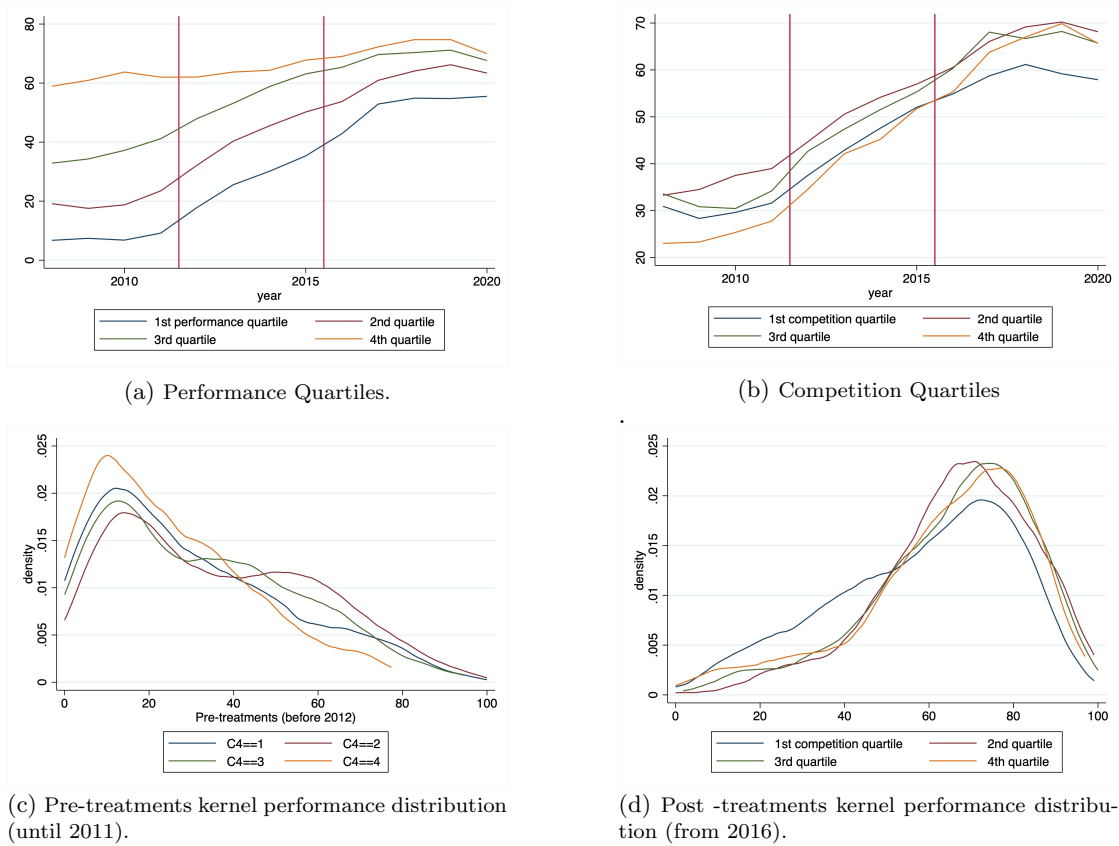 80
60
40
20
0
2010
2015
2020
year
1st performance quartile
2nd quartile
3rd quartile
4th quartile
(a) Performance Quartiles.
70
60
50
40
30
20
2010
2015
2020
year
1st competition quartile
2nd quartile
3rd quartile
4th quartile
(b) Competition Quartiles
.
.025
.02
.015
.01
.005
0
density
0
20
40
60
80
100
Pre-treatments (before 2012)
C4==1
C4==2
C4==3
C4==4
(c) Pre-treatments kernel performance distribution
(until 2011).
.025
.02
.015
.01
.005
0
density
0
20
40
60
80
100
1st competition quartile
2nd quartile
3rd quartile
4th quartile
(d) Post -treatments kernel performance distribu-
tion (from 2016).